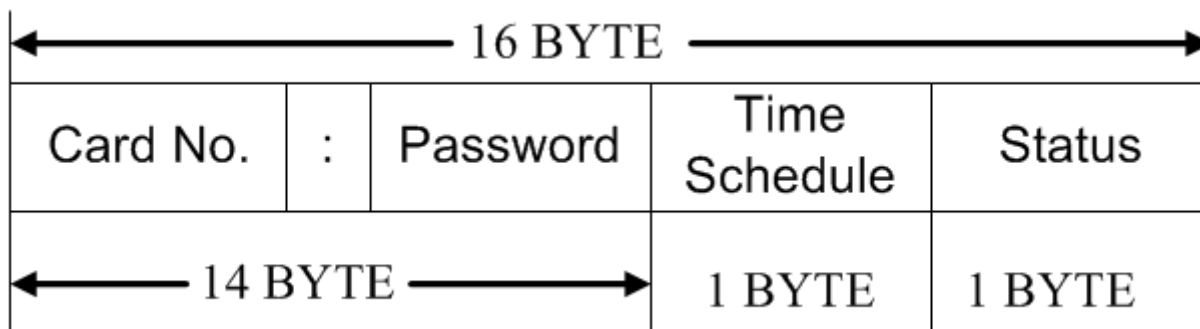 16 BYTE
Card No. : Password Time Schedule Status
14 BYTE 1 BYTE 1 BYTE